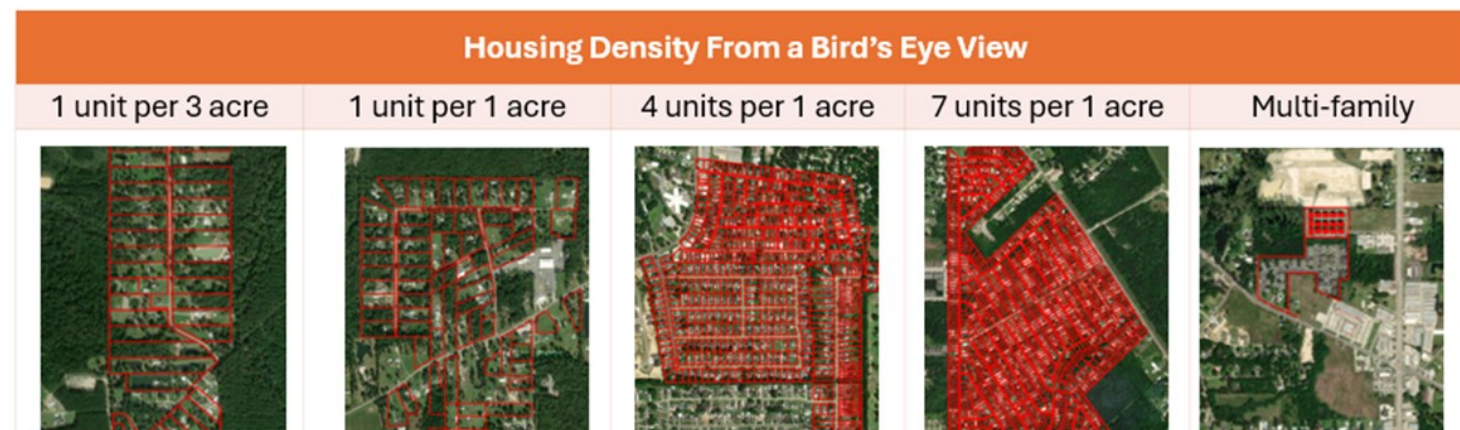 Housing Density From a Bird’s Eye View
1 unit per 3 acre
1 unit per 1 acre
4 units per 1 acre
7 units per 1 acre
Multi-family